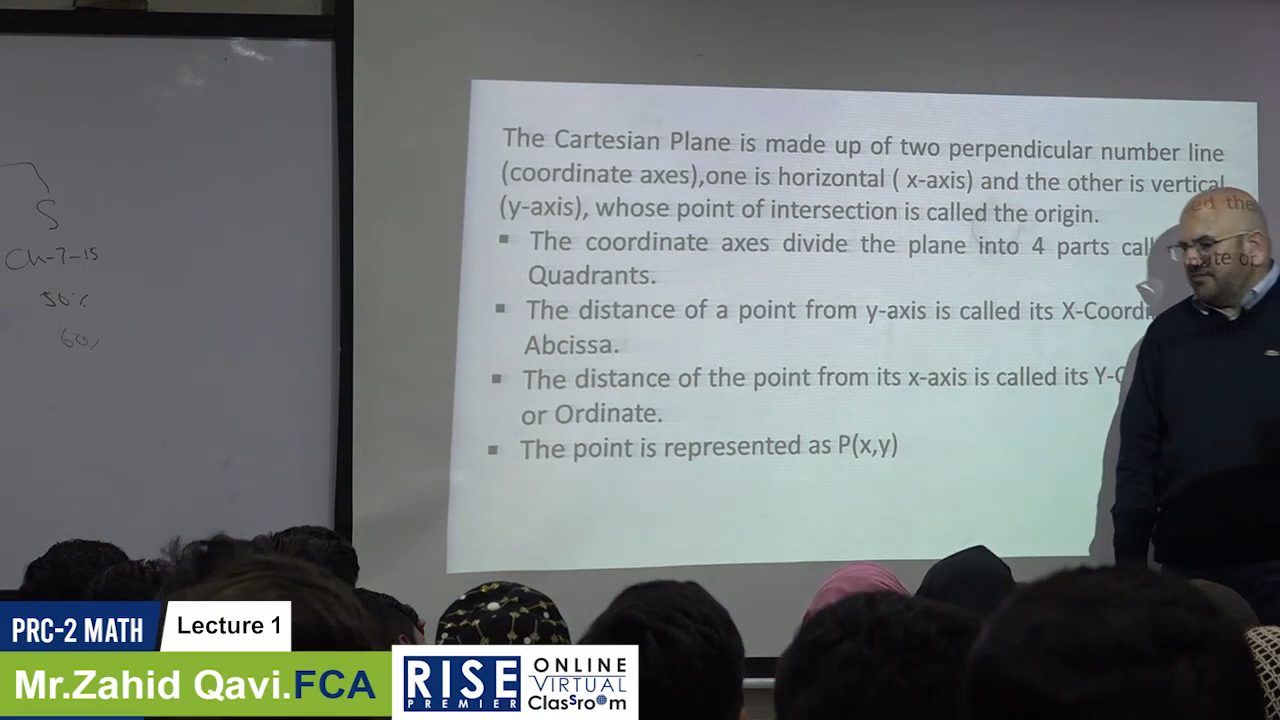 S
Ch-7-15
50%
60%
The Cartesian Plane is made up of two perpendicular number line
(coordinate axes),one is horizontal ( x-axis) and the other is vertical
(y-axis), whose point of intersection is called the origin.
▪ The coordinate axes divide the plane into 4 parts call ed the
Quadrants.
▪ The distance of a point from y-axis is called its X-Coordi nate or
Abcissa.
▪ The distance of the point from its x-axis is called its Y-
or Ordinate.
▪ The point is represented as P(x,y)
PRC-2 MATH Lecture 1
Mr.Zahid Qavi.FCA
RISE
PREMIER
ONLINE
VIRTUAL
ClasSroom